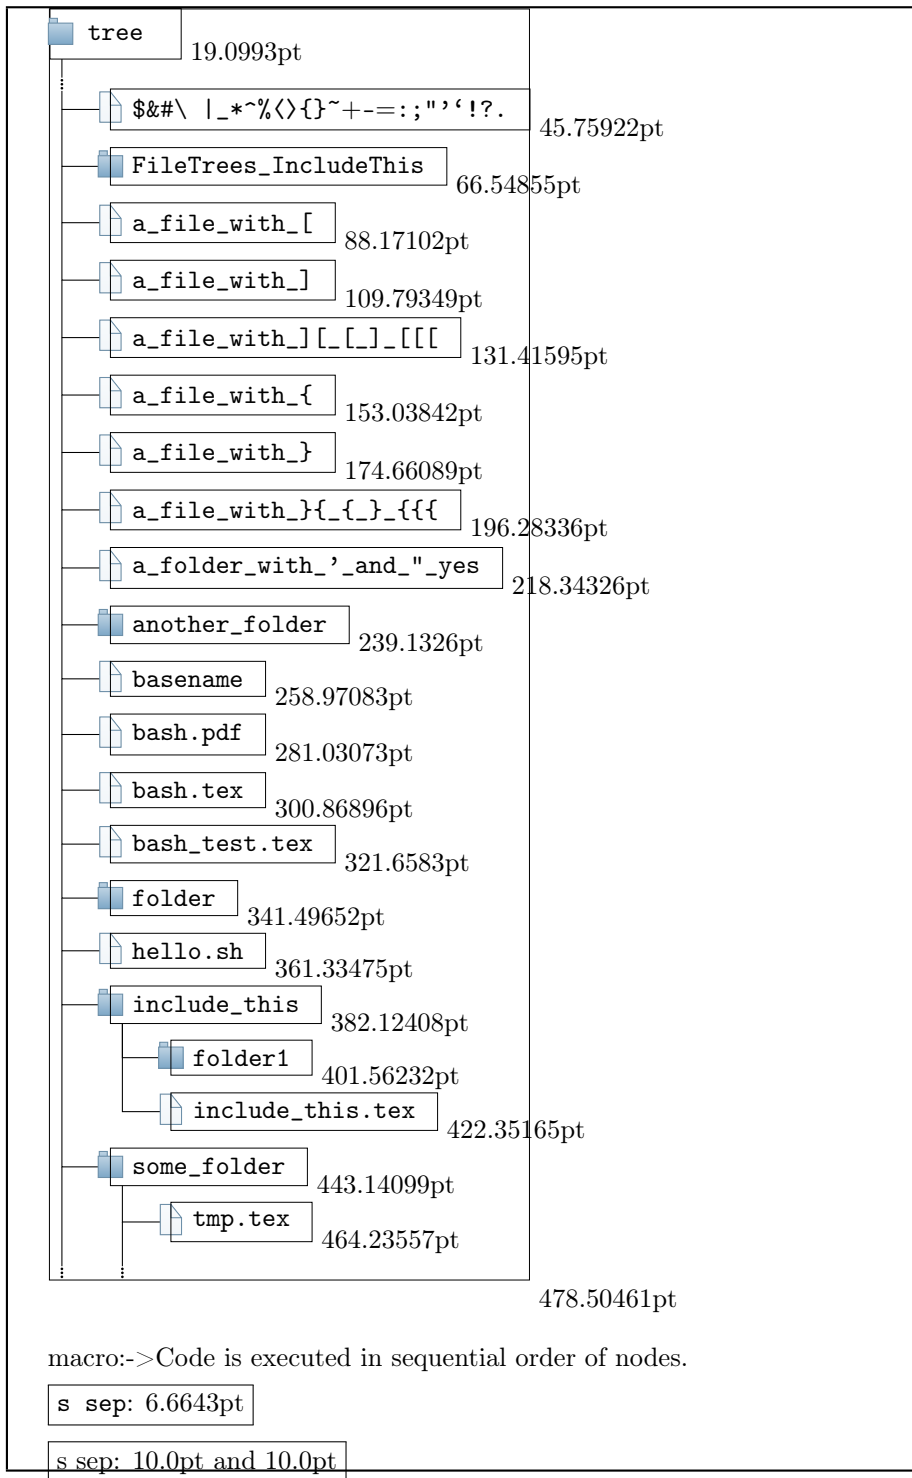 tree
19.0993pt
$&#\ |_*^%⟨⟩{}~+-=:;"'‘!?.
45.75922pt
FileTrees_IncludeThis
66.54855pt
a_file_with_[
88.17102pt
a_file_with_]
109.79349pt
a_file_with_][_[_]_[[[
131.41595pt
a_file_with_{
153.03842pt
a_file_with_}
174.66089pt
a_file_with_}{_{_}_{{{
196.28336pt
a_folder_with_'_and_"_yes
218.34326pt
another_folder
239.1326pt
basename
258.97083pt
bash.pdf
281.03073pt
bash.tex
300.86896pt
bash_test.tex
321.6583pt
folder
341.49652pt
hello.sh
361.33475pt
include_this
382.12408pt
folder1
401.56232pt
include_this.tex
422.35165pt
some_folder
443.14099pt
tmp.tex
464.23557pt
478.50461pt
macro:->Code is executed in sequential order of nodes.
s sep: 6.6643pt
s sep: 10.0pt and 10.0pt